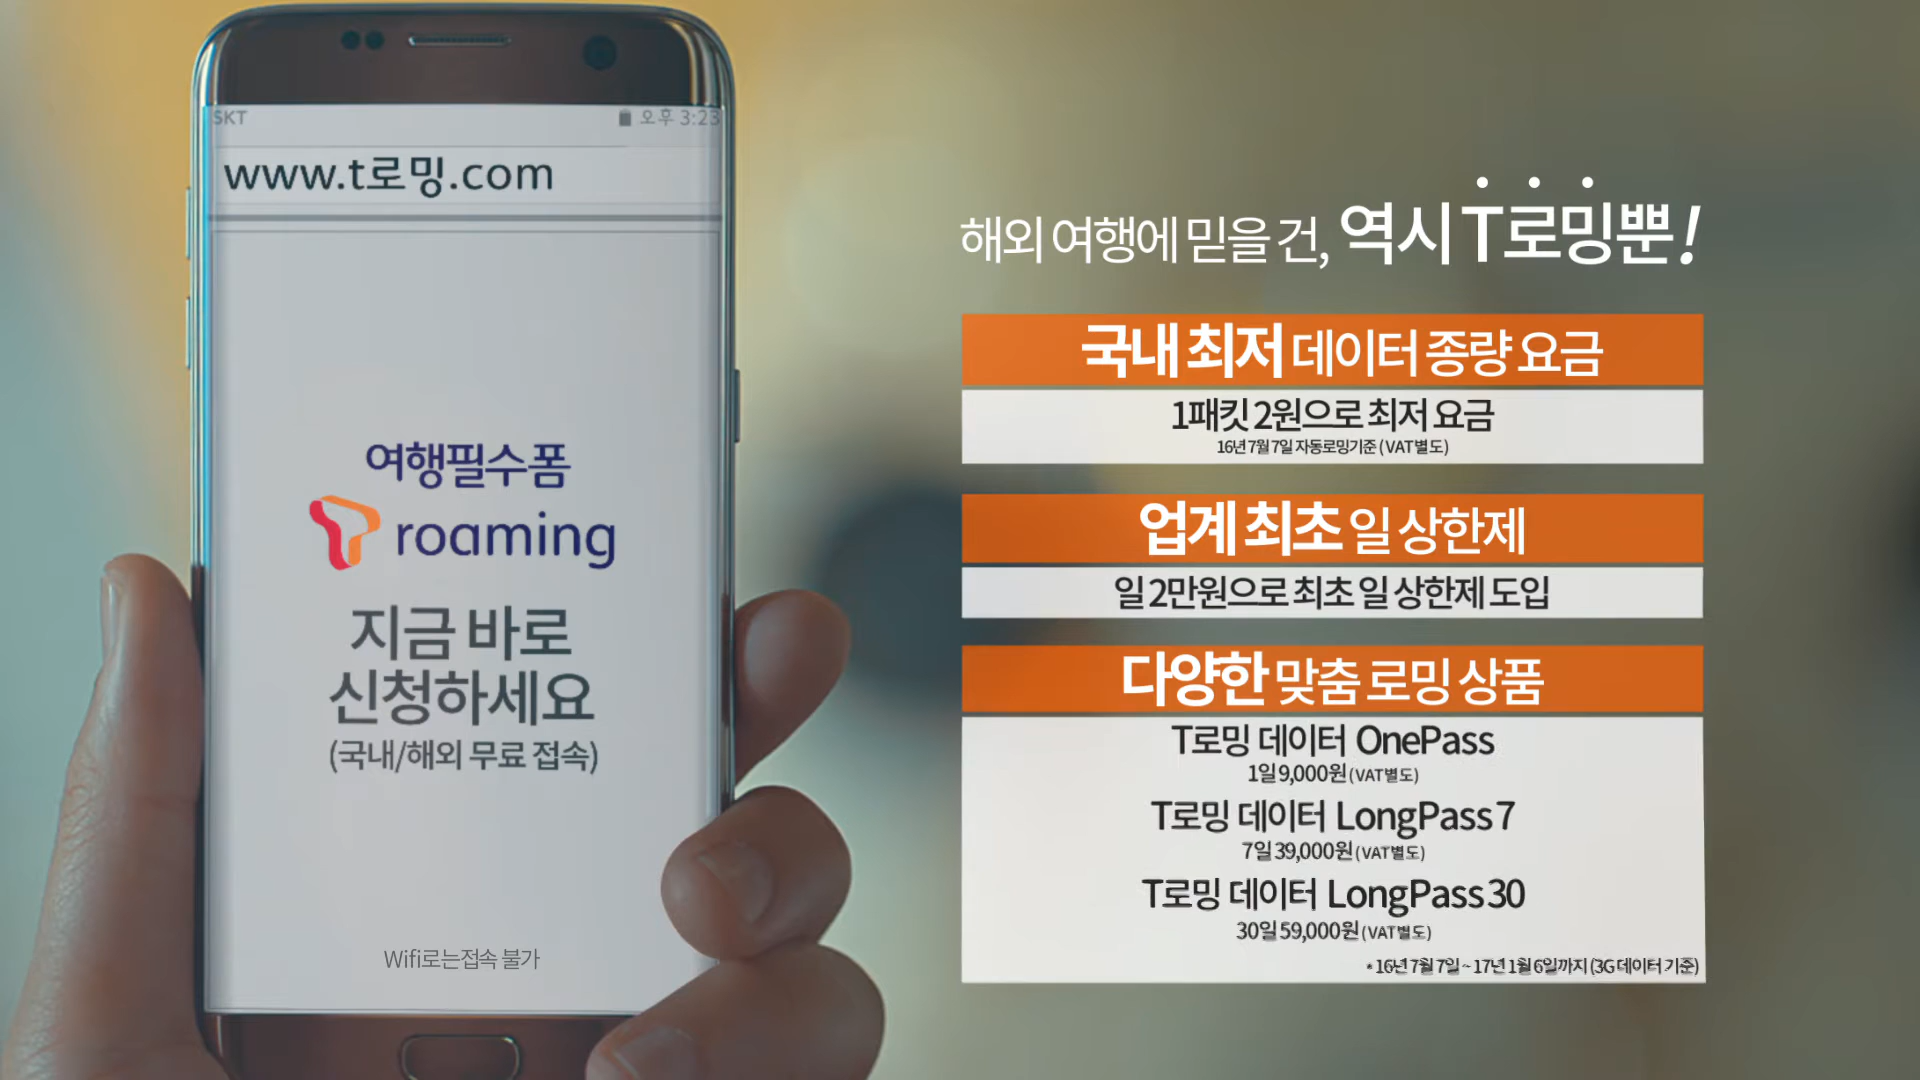 SKT
오후 3:23
www.t로밍.com
여행필수폼
T roaming
지금 바로
신청하세요
(국내/해외 무료 접속)
Wifi로는접속 불가
해외 여행에 믿을 건, 역시 T로밍뿐!
국내 최저 데이터 종량 요금
1패킷 2원으로 최저 요금
16년 7월 7일 자동로밍기준 (VAT별도)
업계 최초 일 상한제
일 2만원으로 최초 일 상한제 도입
다양한 맞춤 로밍 상품
T로밍 데이터 OnePass
1일 9,000원 (VAT별도)
T로밍 데이터 LongPass 7
7일 39,000원 (VAT별도)
T로밍 데이터 LongPass 30
30일 59,000원 (VAT별도)
* 16년 7월 7일 ~ 17년 1월 6일까지 (3G 데이터 기준)